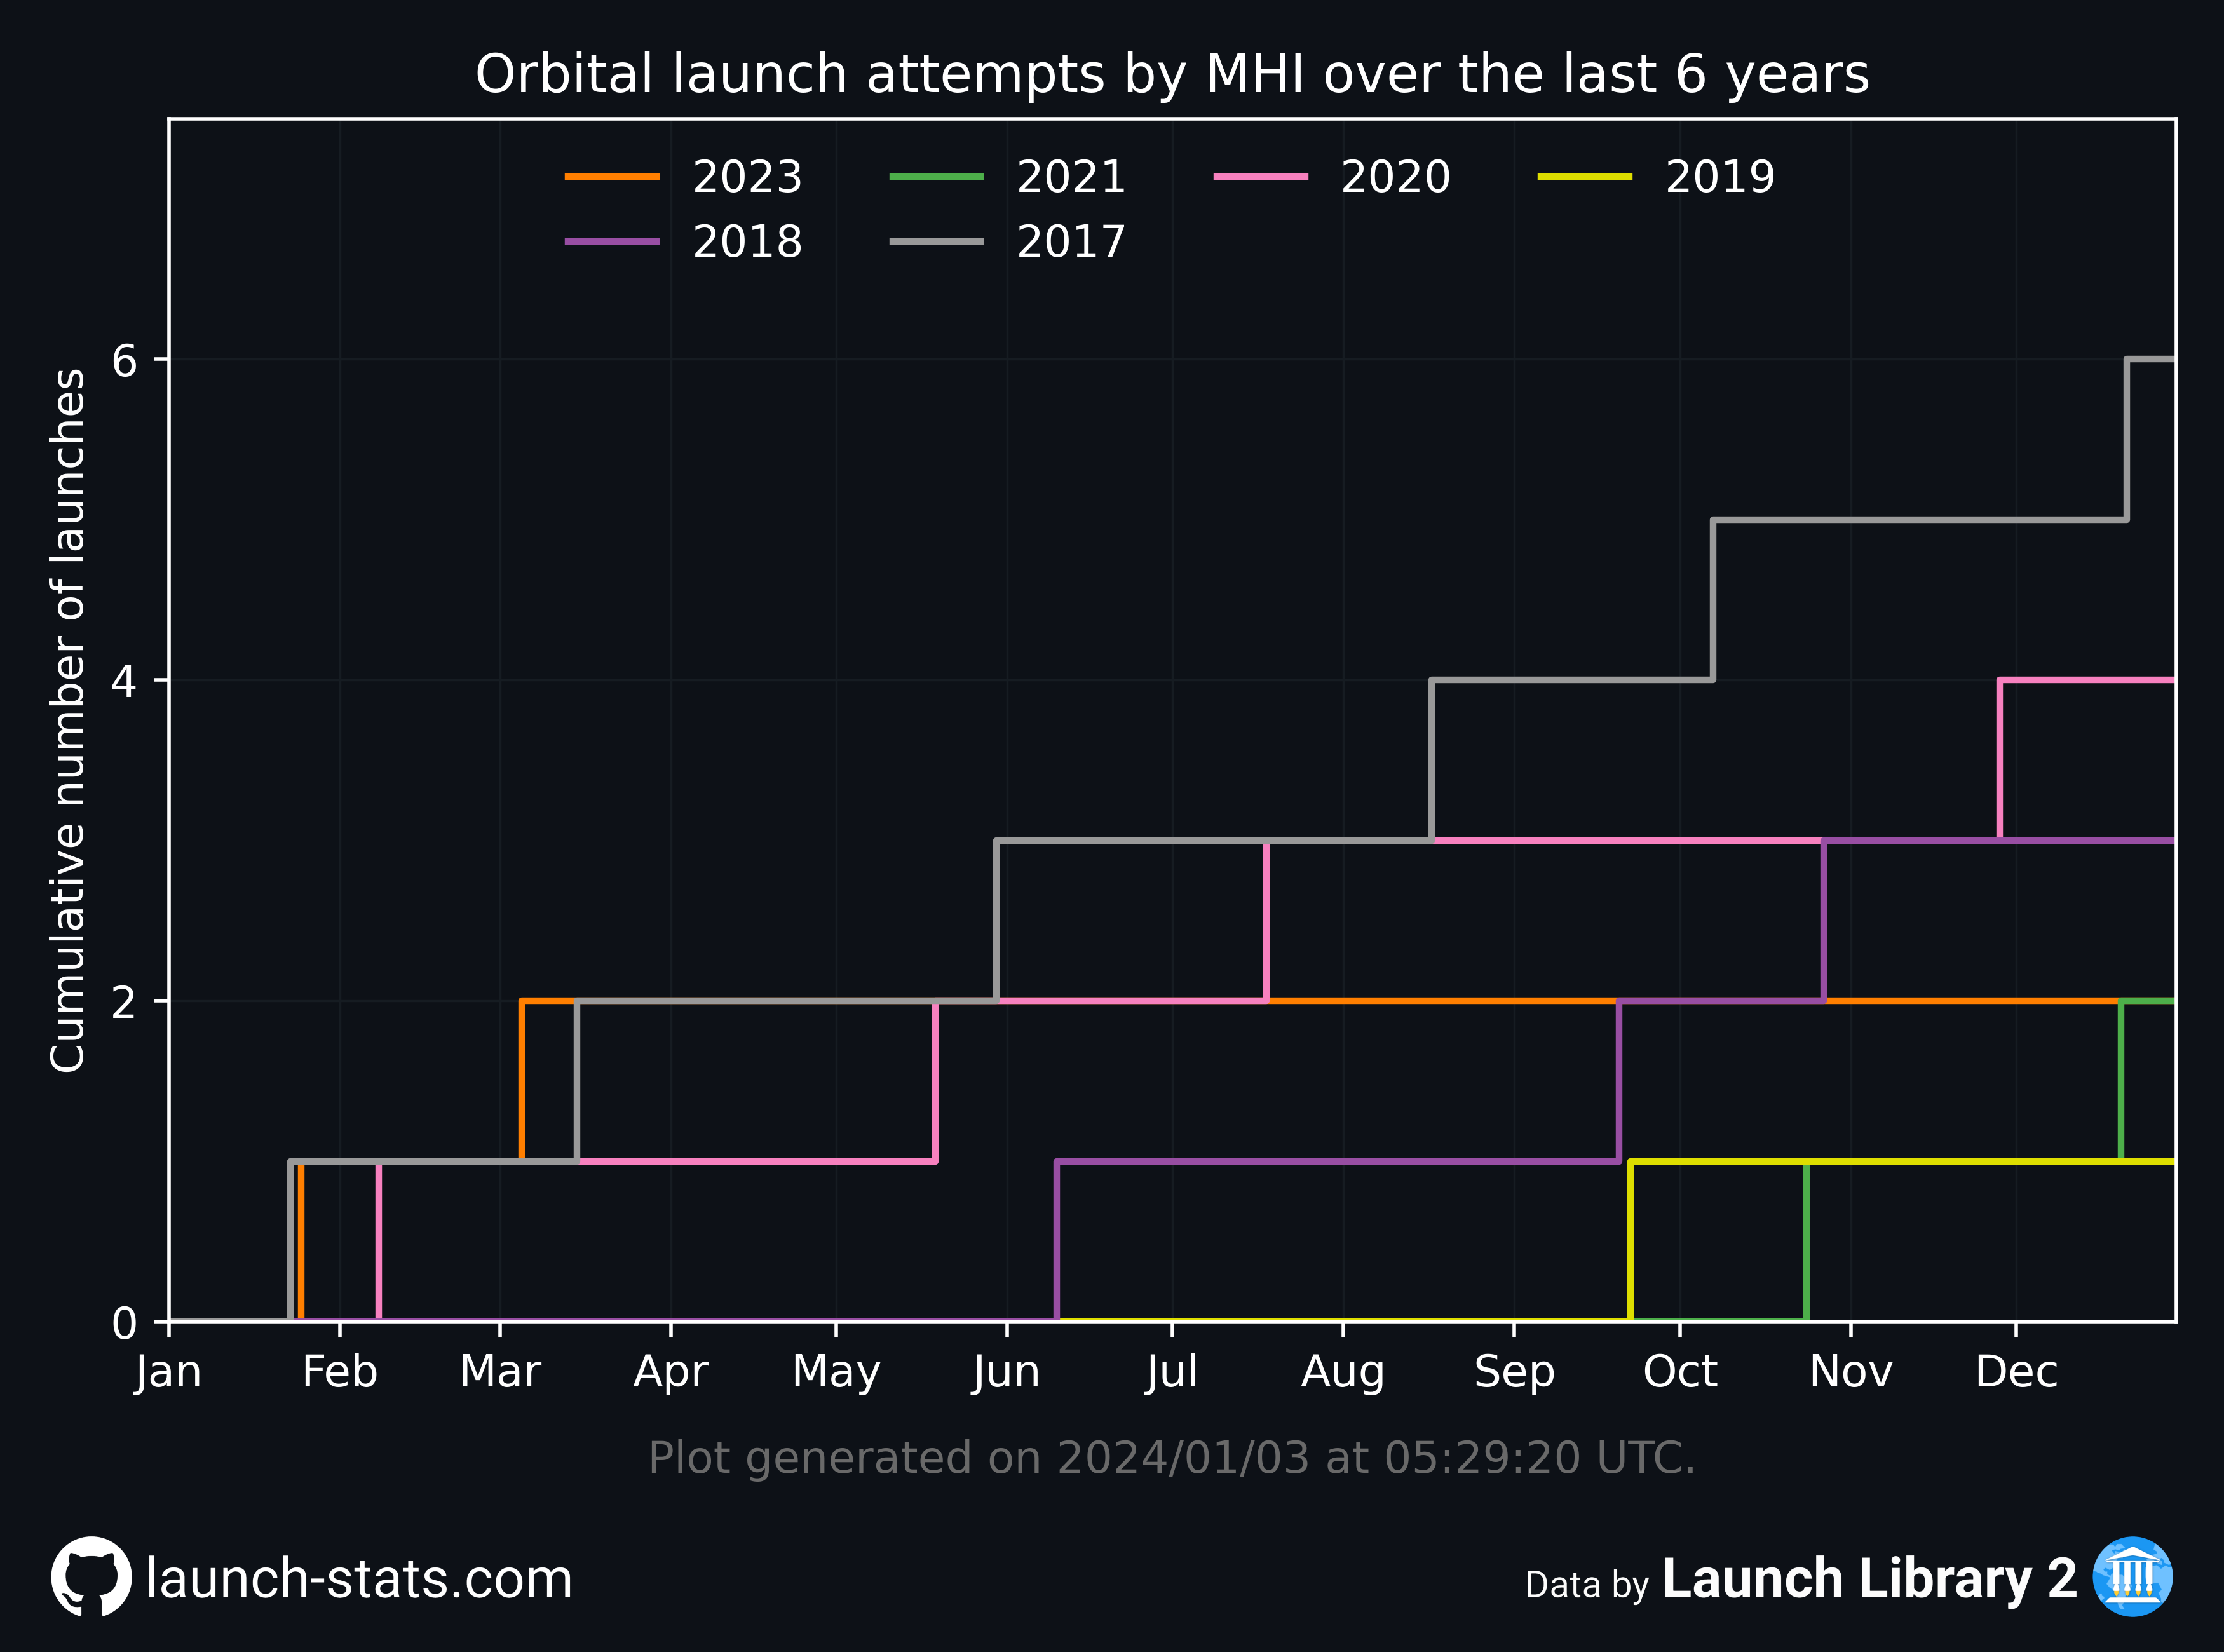 Orbital launch attempts by MHI over the last 6 years
2023 2021 2020 2019
2018 2017
Cumulative number of launches
6
4
2
0
Jan Feb Mar Apr May Jun Jul Aug Sep Oct Nov Dec
Plot generated on 2024/01/03 at 05:29:20 UTC.
launch-stats.com
Data by Launch Library 2